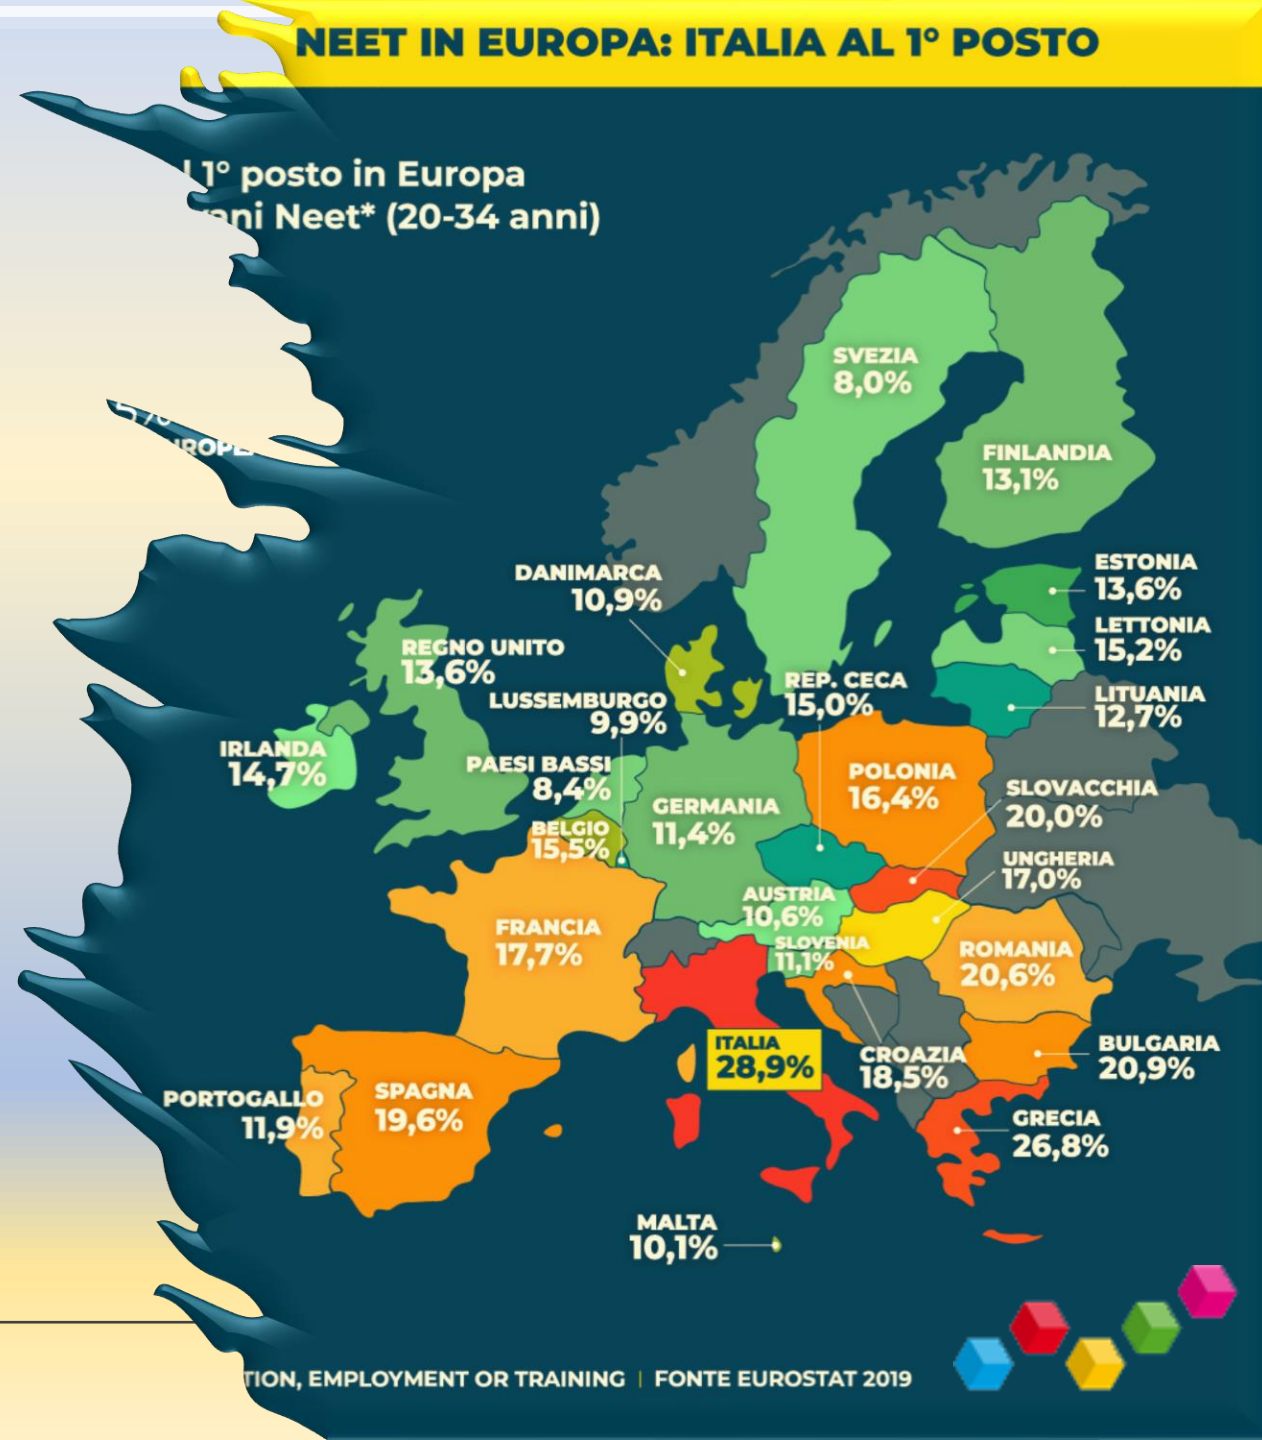 NEET IN EUROPA: ITALIA AL 1° POSTO
1° posto in Europa
Neet* (20-34 anni)
SVEZIA
8,0%
FINLANDIA
13,1%
DANIMARCA
10,9%
ESTONIA
13,6%
LETTONIA
15,2%
REGNO UNITO
13,6%
REP. CECA
15,0%
LITUANIA
12,7%
LUSSEMBURGO
9,9%
IRLANDA
14,7%
PAESI BASSI
8,4%
POLONIA
16,4%
SLOVACCHIA
20,0%
GERMANIA
11,4%
BELGIO
15,5%
UNGHERIA
17,0%
AUSTRIA
10,6%
FRANCIA
17,7%
SLOVENIA
11,1%
ROMANIA
20,6%
ITALIA
28,9%
CROAZIA
18,5%
BULGARIA
20,9%
PORTOGALLO
11,9%
SPAGNA
19,6%
GRECIA
26,8%
MALTA
10,1%
EMPLOYMENT OR TRAINING | FONTE EUROSTAT 2019